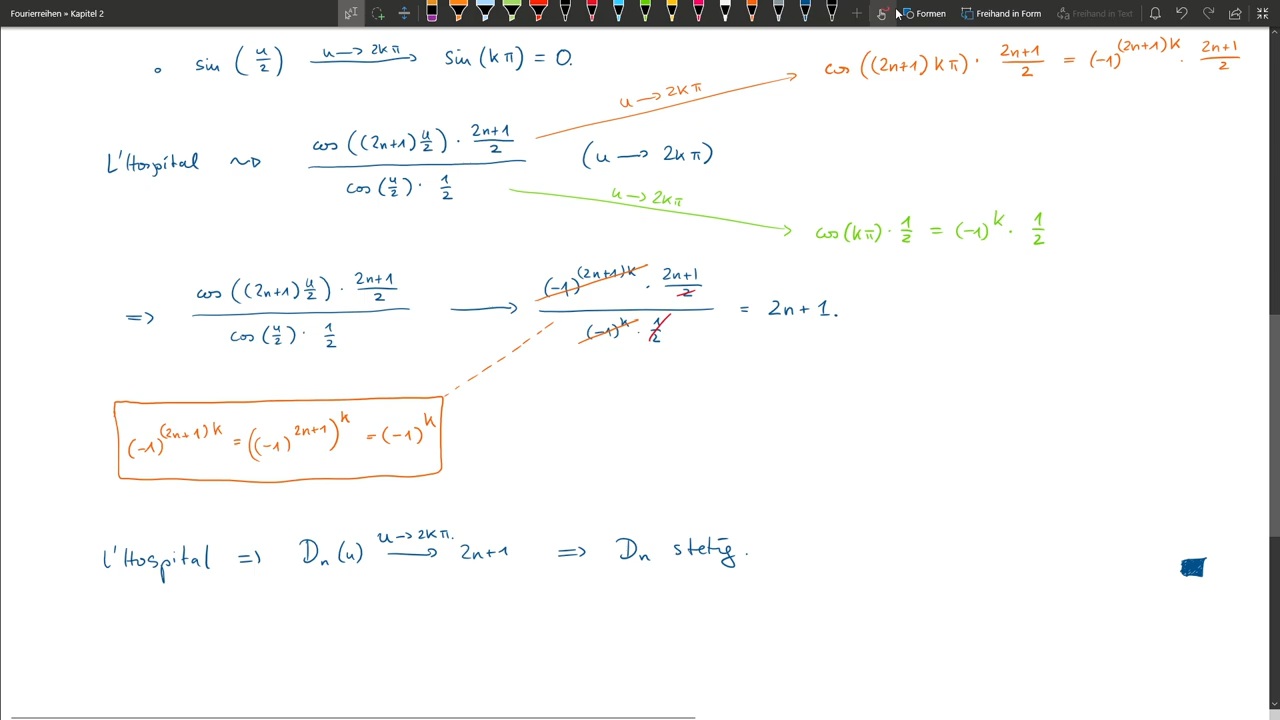 Fourierreihen » Kapitel 2
Formen Freihand in Form Freihand in Text
sin (u/2) u → 2kπ sin (kπ) = 0.
u → 2kπ
cos ((2n+1) kπ) · (2n+1)/2 = (-1)^((2n+1)k) · (2n+1)/2
L'Hospital ~> (cos ((2n+1) u/2) · (2n+1)/2) / (cos (u/2) · 1/2) (u → 2kπ)
u → 2kπ
cos (kπ) · 1/2 = (-1)^k · 1/2
=> (cos ((2n+1) u/2) · (2n+1)/2) / (cos (u/2) · 1/2) → ((-1)^((2n+1)k) · (2n+1)/2) / ((-1)^k · 1/2) = 2n + 1.
(-1)^((2n+1)k) = ((-1)^(2n+1))^k = (-1)^k
L'Hospital => Dn (u) u → 2kπ. 2n+1 => Dn stetig.